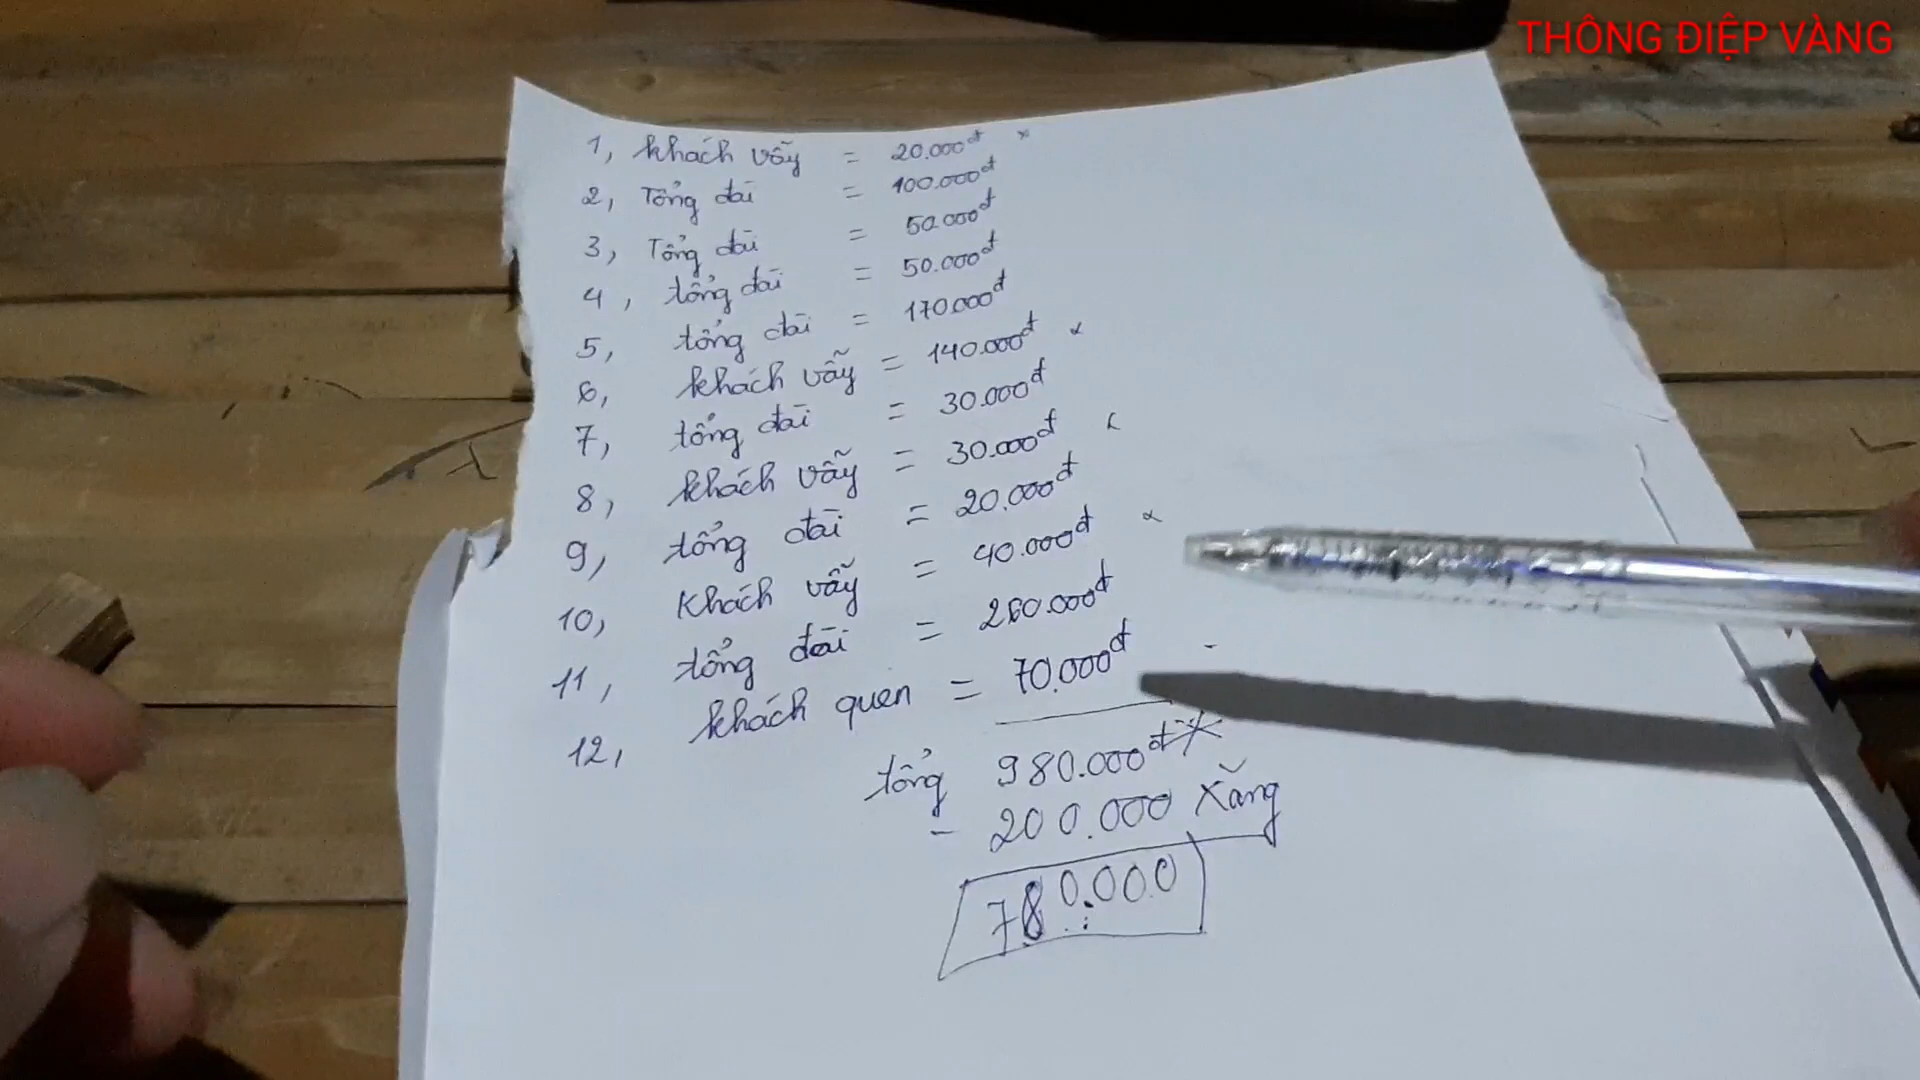 THÔNG ĐIỆP VÀNG
1, khách vẫy = 20.000đ x
2, Tổng đài = 100.000đ
3, Tổng đài = 50.000đ
4, tổng đài = 50.000đ
5, tổng đài = 170.000đ
6, khách vẫy = 140.000đ x
7, tổng đài = 30.000đ
8, khách vẫy = 30.000đ
9, tổng đài = 20.000đ
10, Khách vẫy = 40.000đ x
11, tổng đài = 260.000đ
12, khách quen = 70.000đ -
tổng 980.000đ
- 200.000 xăng
780.000